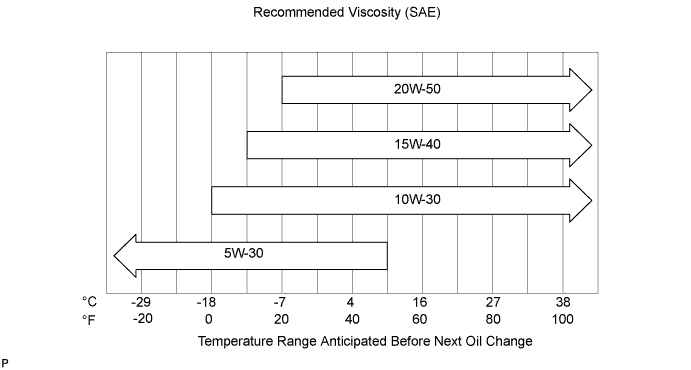 Recommended Viscosity (SAE)
20W-50
15W-40
10W-30
5W-30
°C -29 -18 -7 4 16 27 38
°F -20 0 20 40 60 80 100
Temperature Range Anticipated Before Next Oil Change
P